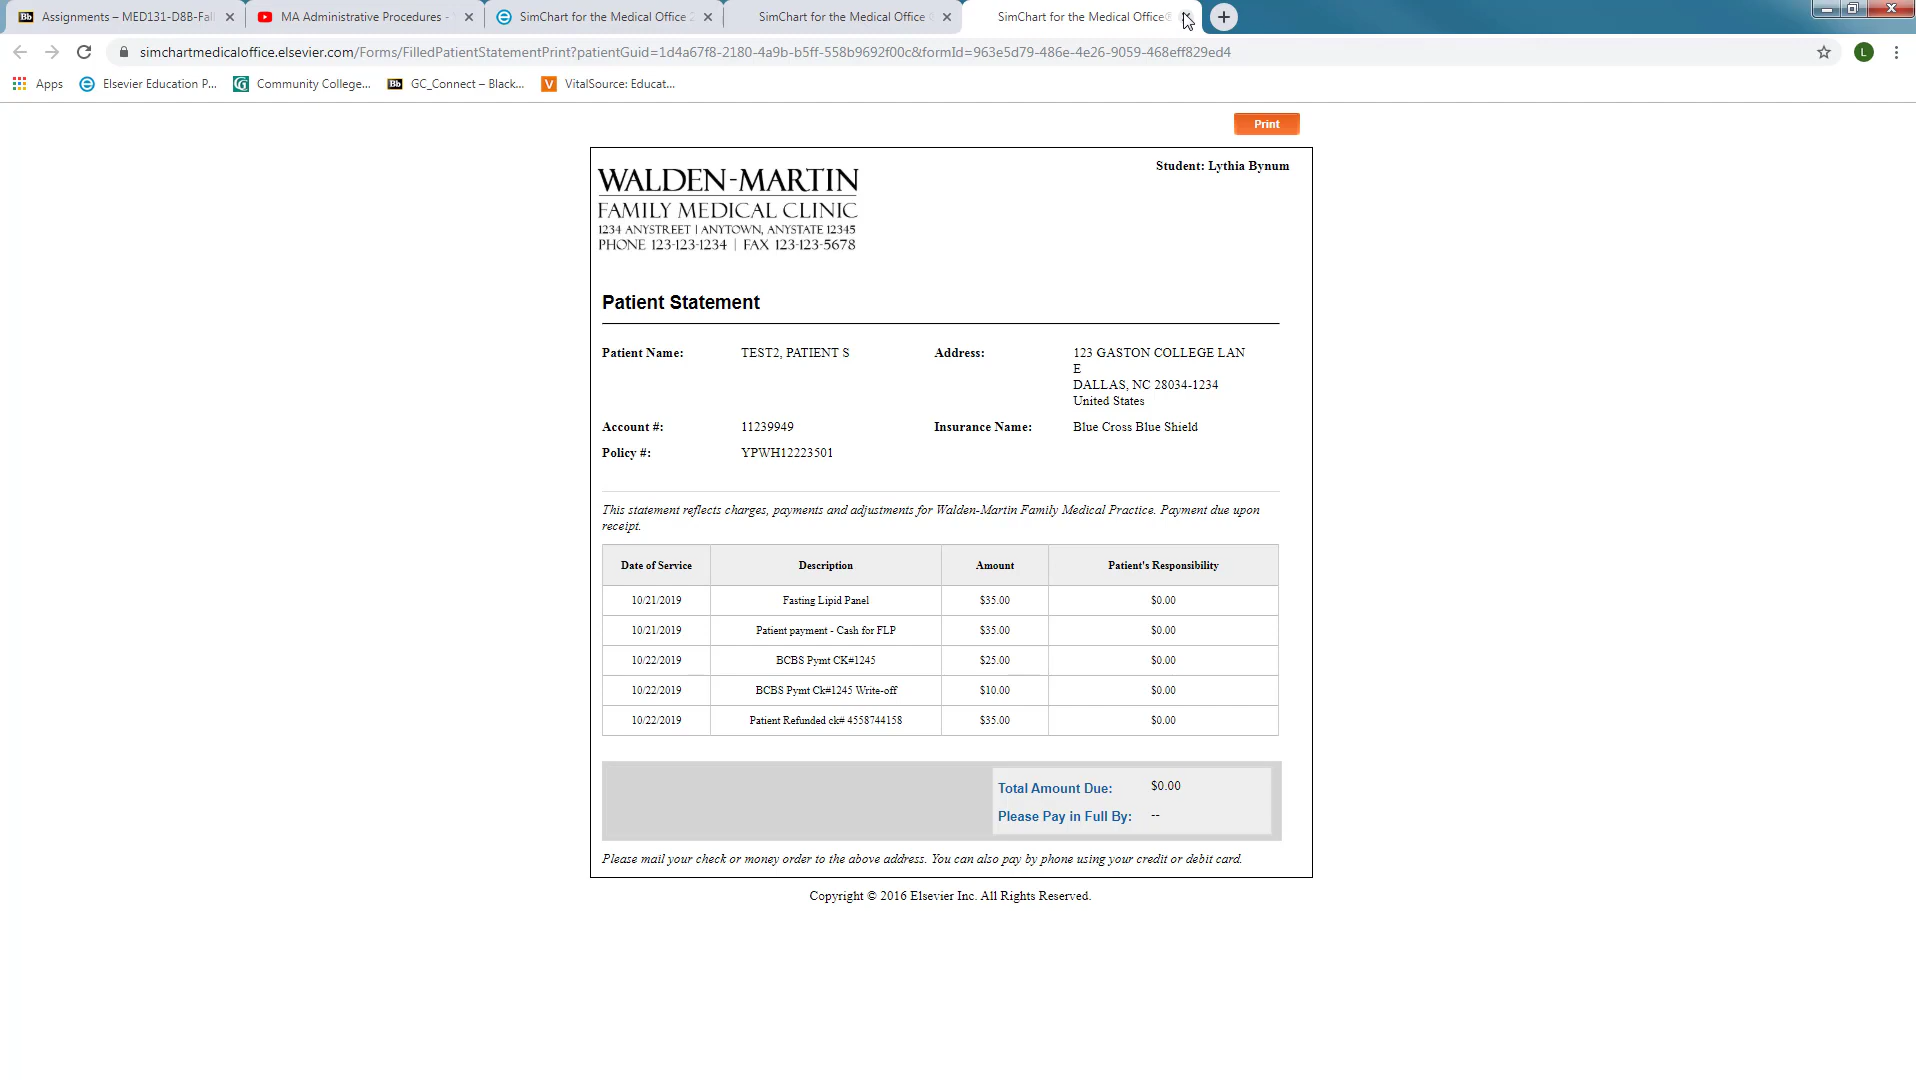 Assignments – MED131-D8B-Fal
MA Administrative Procedures -
SimChart for the Medical Office 2
SimChart for the Medical Office
SimChart for the Medical Office®
simchartmedicaloffice.elsevier.com/Forms/FilledPatientStatementPrint?patientGuid=1d4a67f8-2180-4a9b-b5ff-558b9692f00c&formId=963e5d79-486e-4e26-9059-468eff829ed4
L
Apps
Elsevier Education P...
Community College...
Bb GC_Connect – Black...
VitalSource: Educat...
Print
Student: Lythia Bynum
WALDEN-MARTIN
FAMILY MEDICAL CLINIC
1234 ANYSTREET | ANYTOWN, ANYSTATE 12345
PHONE 123-123-1234 | FAX 123-123-5678
Patient Statement
Patient Name: TEST2, PATIENT S Address: 123 GASTON COLLEGE LAN
E
DALLAS, NC 28034-1234
United States
Account #: 11239949 Insurance Name: Blue Cross Blue Shield
Policy #: YPWH12223501
This statement reflects charges, payments and adjustments for Walden-Martin Family Medical Practice. Payment due upon
receipt.
Date of Service Description Amount Patient's Responsibility
10/21/2019 Fasting Lipid Panel $35.00 $0.00
10/21/2019 Patient payment - Cash for FLP $35.00 $0.00
10/22/2019 BCBS Pymt CK#1245 $25.00 $0.00
10/22/2019 BCBS Pymt Ck#1245 Write-off $10.00 $0.00
10/22/2019 Patient Refunded ck# 4558744158 $35.00 $0.00
Total Amount Due: $0.00
Please Pay in Full By: --
Please mail your check or money order to the above address. You can also pay by phone using your credit or debit card.
Copyright © 2016 Elsevier Inc. All Rights Reserved.